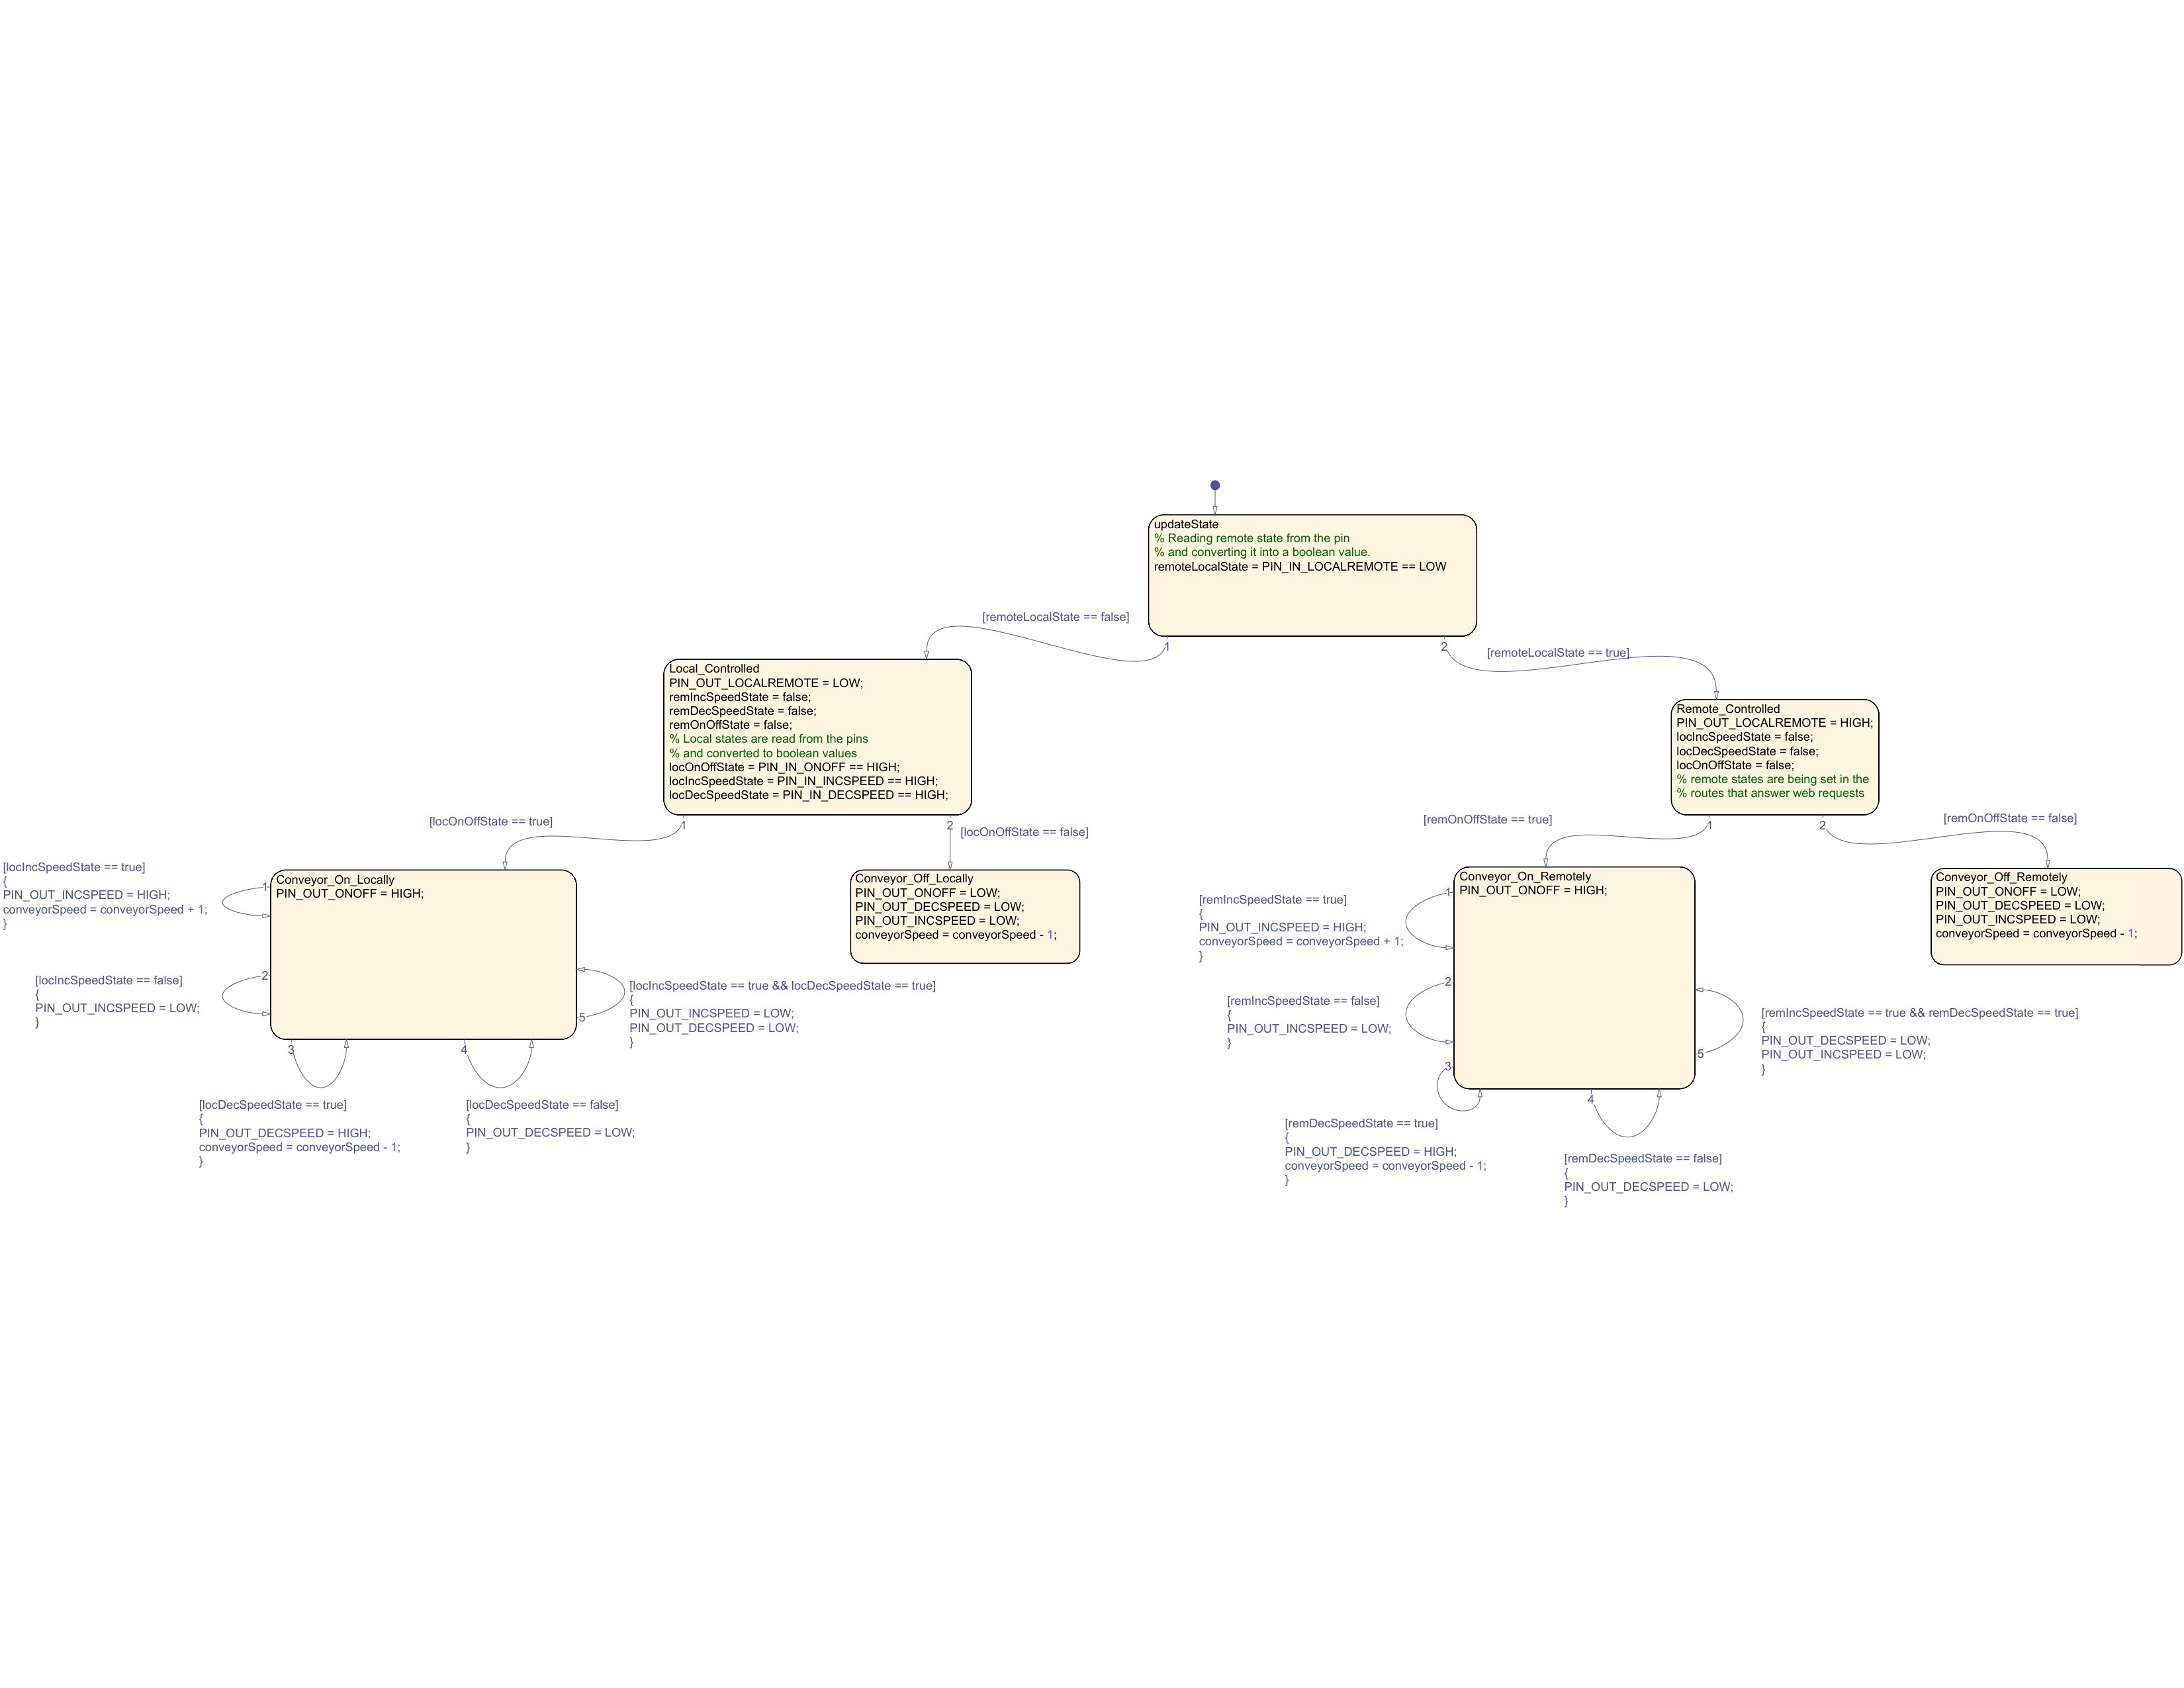 updateState
% Reading remote state from the pin
% and converting it into a boolean value.
remoteLocalState = PIN_IN_LOCALREMOTE == LOW
1
2
[remoteLocalState == false]
[remoteLocalState == true]
Local_Controlled
PIN_OUT_LOCALREMOTE = LOW;
remIncSpeedState = false;
remDecSpeedState = false;
remOnOffState = false;
% Local states are read from the pins
% and converted to boolean values
locOnOffState = PIN_IN_ONOFF == HIGH;
locIncSpeedState = PIN_IN_INCSPEED == HIGH;
locDecSpeedState = PIN_IN_DECSPEED == HIGH;
1
2
Remote_Controlled
PIN_OUT_LOCALREMOTE = HIGH;
locIncSpeedState = false;
locDecSpeedState = false;
locOnOffState = false;
% remote states are being set in the
% routes that answer web requests
1
2
[locOnOffState == true]
[locOnOffState == false]
[remOnOffState == true]
[remOnOffState == false]
Conveyor_On_Locally
PIN_OUT_ONOFF = HIGH;
1
2
3
4
5
[locIncSpeedState == true]
{
PIN_OUT_INCSPEED = HIGH;
conveyorSpeed = conveyorSpeed + 1;
}
[locIncSpeedState == false]
{
PIN_OUT_INCSPEED = LOW;
}
[locDecSpeedState == true]
{
PIN_OUT_DECSPEED = HIGH;
conveyorSpeed = conveyorSpeed - 1;
}
[locDecSpeedState == false]
{
PIN_OUT_DECSPEED = LOW;
}
[locIncSpeedState == true && locDecSpeedState == true]
{
PIN_OUT_INCSPEED = LOW;
PIN_OUT_DECSPEED = LOW;
}
Conveyor_Off_Locally
PIN_OUT_ONOFF = LOW;
PIN_OUT_DECSPEED = LOW;
PIN_OUT_INCSPEED = LOW;
conveyorSpeed = conveyorSpeed - 1;
Conveyor_On_Remotely
PIN_OUT_ONOFF = HIGH;
1
2
3
4
5
[remIncSpeedState == true]
{
PIN_OUT_INCSPEED = HIGH;
conveyorSpeed = conveyorSpeed + 1;
}
[remIncSpeedState == false]
{
PIN_OUT_INCSPEED = LOW;
}
[remDecSpeedState == true]
{
PIN_OUT_DECSPEED = HIGH;
conveyorSpeed = conveyorSpeed - 1;
}
[remDecSpeedState == false]
{
PIN_OUT_DECSPEED = LOW;
}
[remIncSpeedState == true && remDecSpeedState == true]
{
PIN_OUT_DECSPEED = LOW;
PIN_OUT_INCSPEED = LOW;
}
Conveyor_Off_Remotely
PIN_OUT_ONOFF = LOW;
PIN_OUT_DECSPEED = LOW;
PIN_OUT_INCSPEED = LOW;
conveyorSpeed = conveyorSpeed - 1;